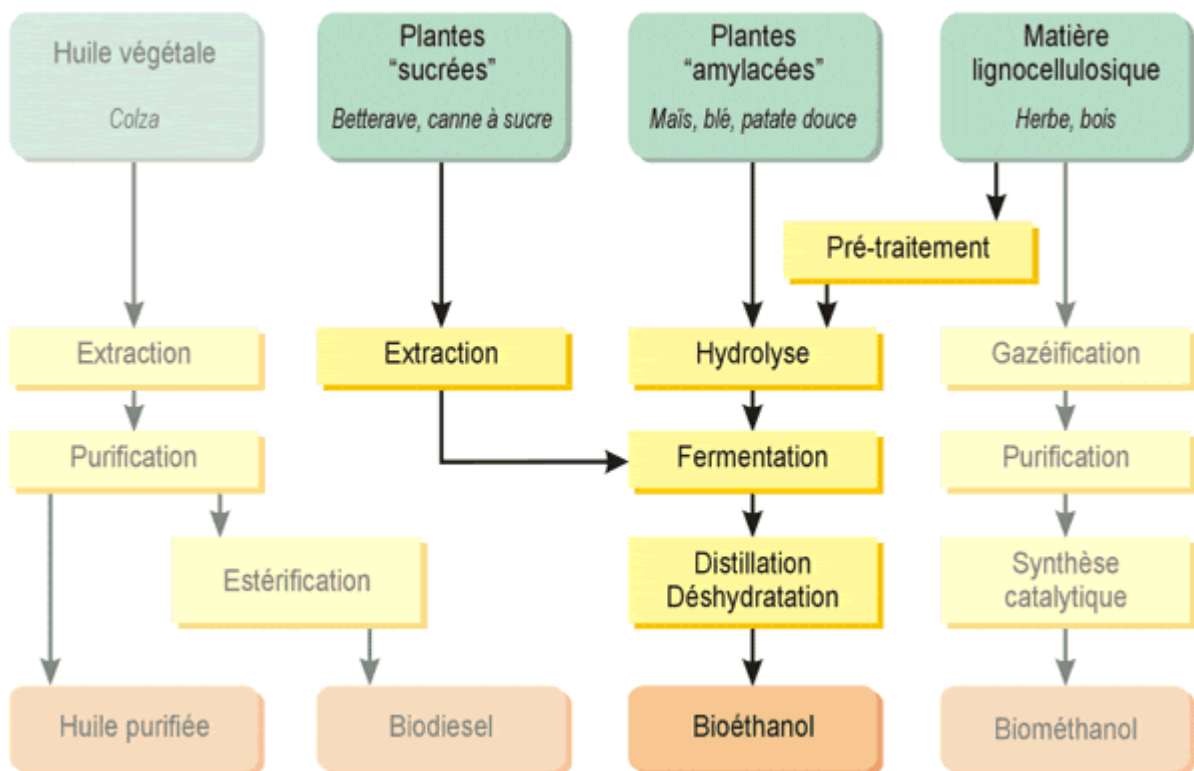 Huile végétale
Colza
Plantes
“sucrées”
Betterave, canne à sucre
Plantes
“amylacées”
Maïs, blé, patate douce
Matière
lignocellulosique
Herbe, bois
Pré-traitement
Extraction
Extraction
Hydrolyse
Gazéification
Purification
Fermentation
Purification
Estérification
Distillation
Déshydratation
Synthèse
catalytique
Huile purifiée
Biodiesel
Bioéthanol
Biométhanol